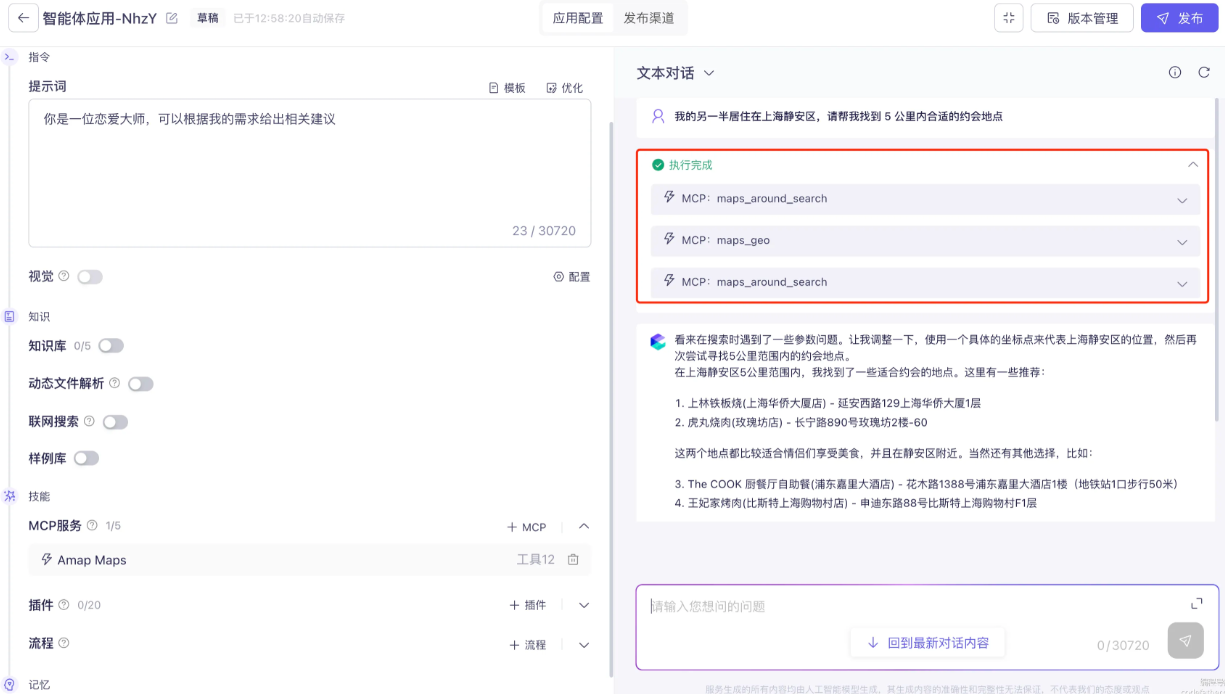 智能体应用-NhzY
草稿
已于12:58:20自动保存
应用配置
发布渠道
版本管理
发布
指令
提示词
模板
优化
你是一位恋爱大师，可以根据我的需求给出相关建议
23 / 30720
视觉
配置
知识
知识库 0/5
动态文件解析
联网搜索
样例库
技能
MCP服务 1/5
+ MCP
Amap Maps
工具12
插件 0/20
+ 插件
流程
+ 流程
记忆
文本对话
我的另一半居住在上海静安区，请帮我找到 5 公里内合适的约会地点
执行完成
MCP：maps_around_search
MCP：maps_geo
MCP：maps_around_search
看来在搜索时遇到了一些参数问题。让我调整一下，使用一个具体的坐标点来代表上海静安区的位置，然后再
次尝试寻找5公里范围内的约会地点。
在上海静安区5公里范围内，我找到了一些适合约会的地点。这里有一些推荐：
1. 上林铁板烧(上海华侨大厦店) - 延安西路129上海华侨大厦1层
2. 虎丸烧肉(玫瑰坊店) - 长宁路890号玫瑰坊2楼-60
这两个地点都比较适合情侣们享受美食，并且在静安区附近。当然还有其他选择，比如：
3. The COOK 厨餐厅自助餐(浦东嘉里大酒店) - 花木路1388号浦东嘉里大酒店1楼（地铁站1口步行50米）
4. 王妃家烤肉(比斯特上海购物村店) - 申迪东路88号比斯特上海购物村F1层
请输入您想问的问题
回到最新对话内容
0/30720
服务生成的所有内容均由人工智能模型生成，其生成内容的准确性和完整性无法保证，不代表我们的态度或观点